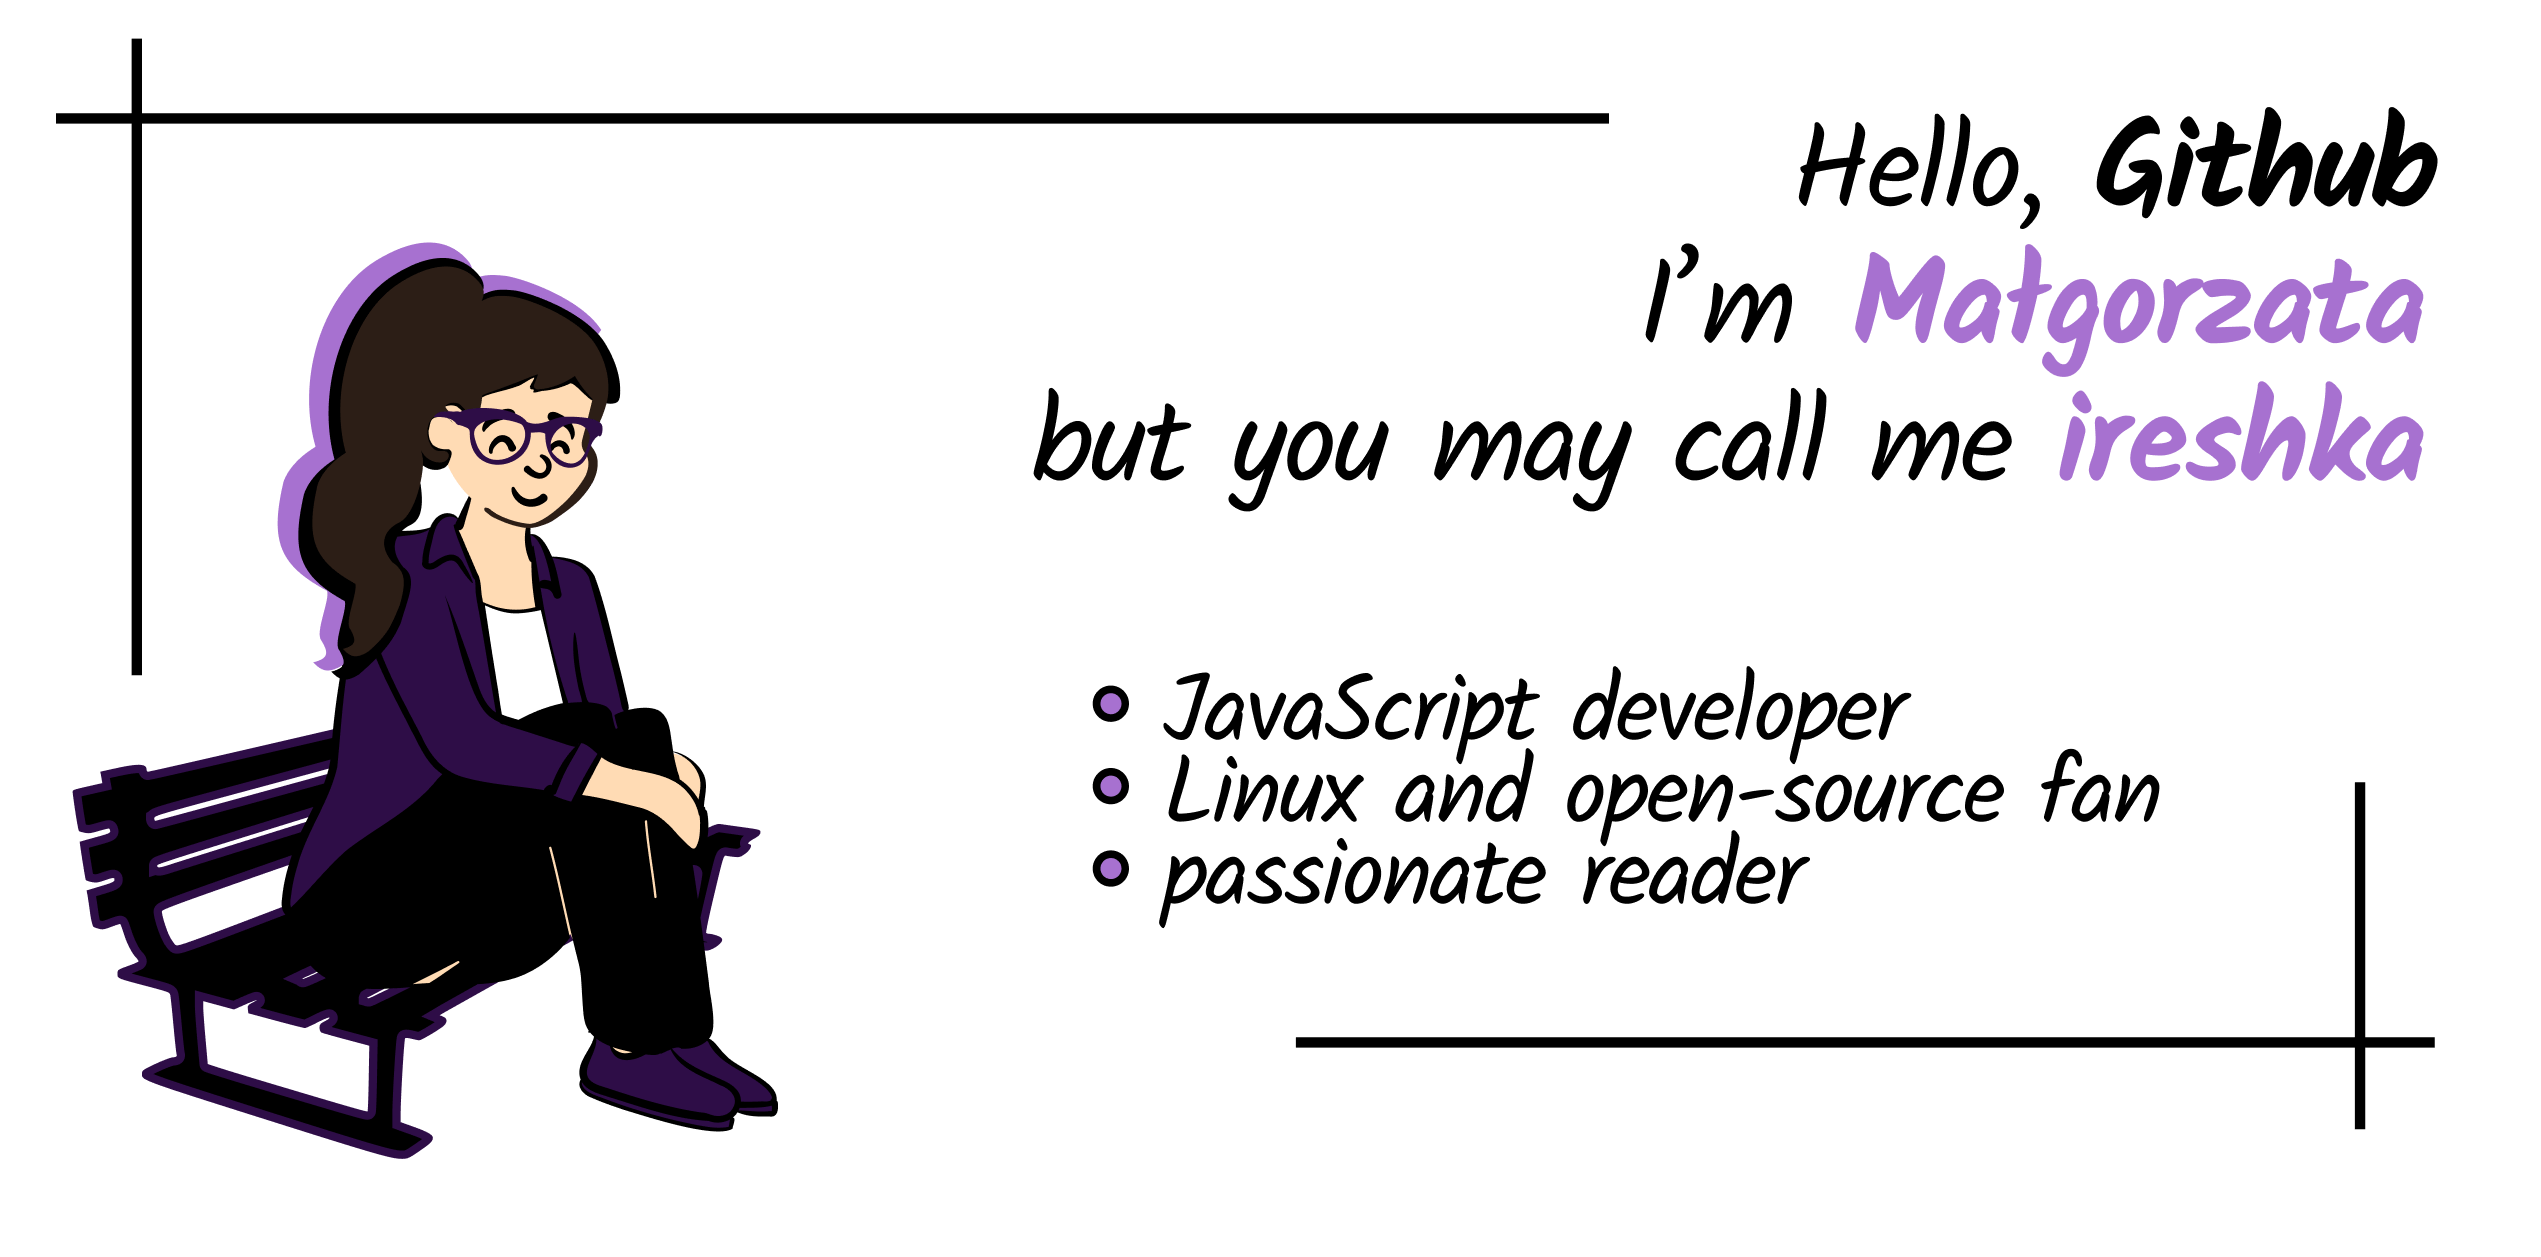 Hello, Github
I’m Małgorzata
but you may call me ireshka
JavaScript developer
Linux and open-source fan
passionate reader